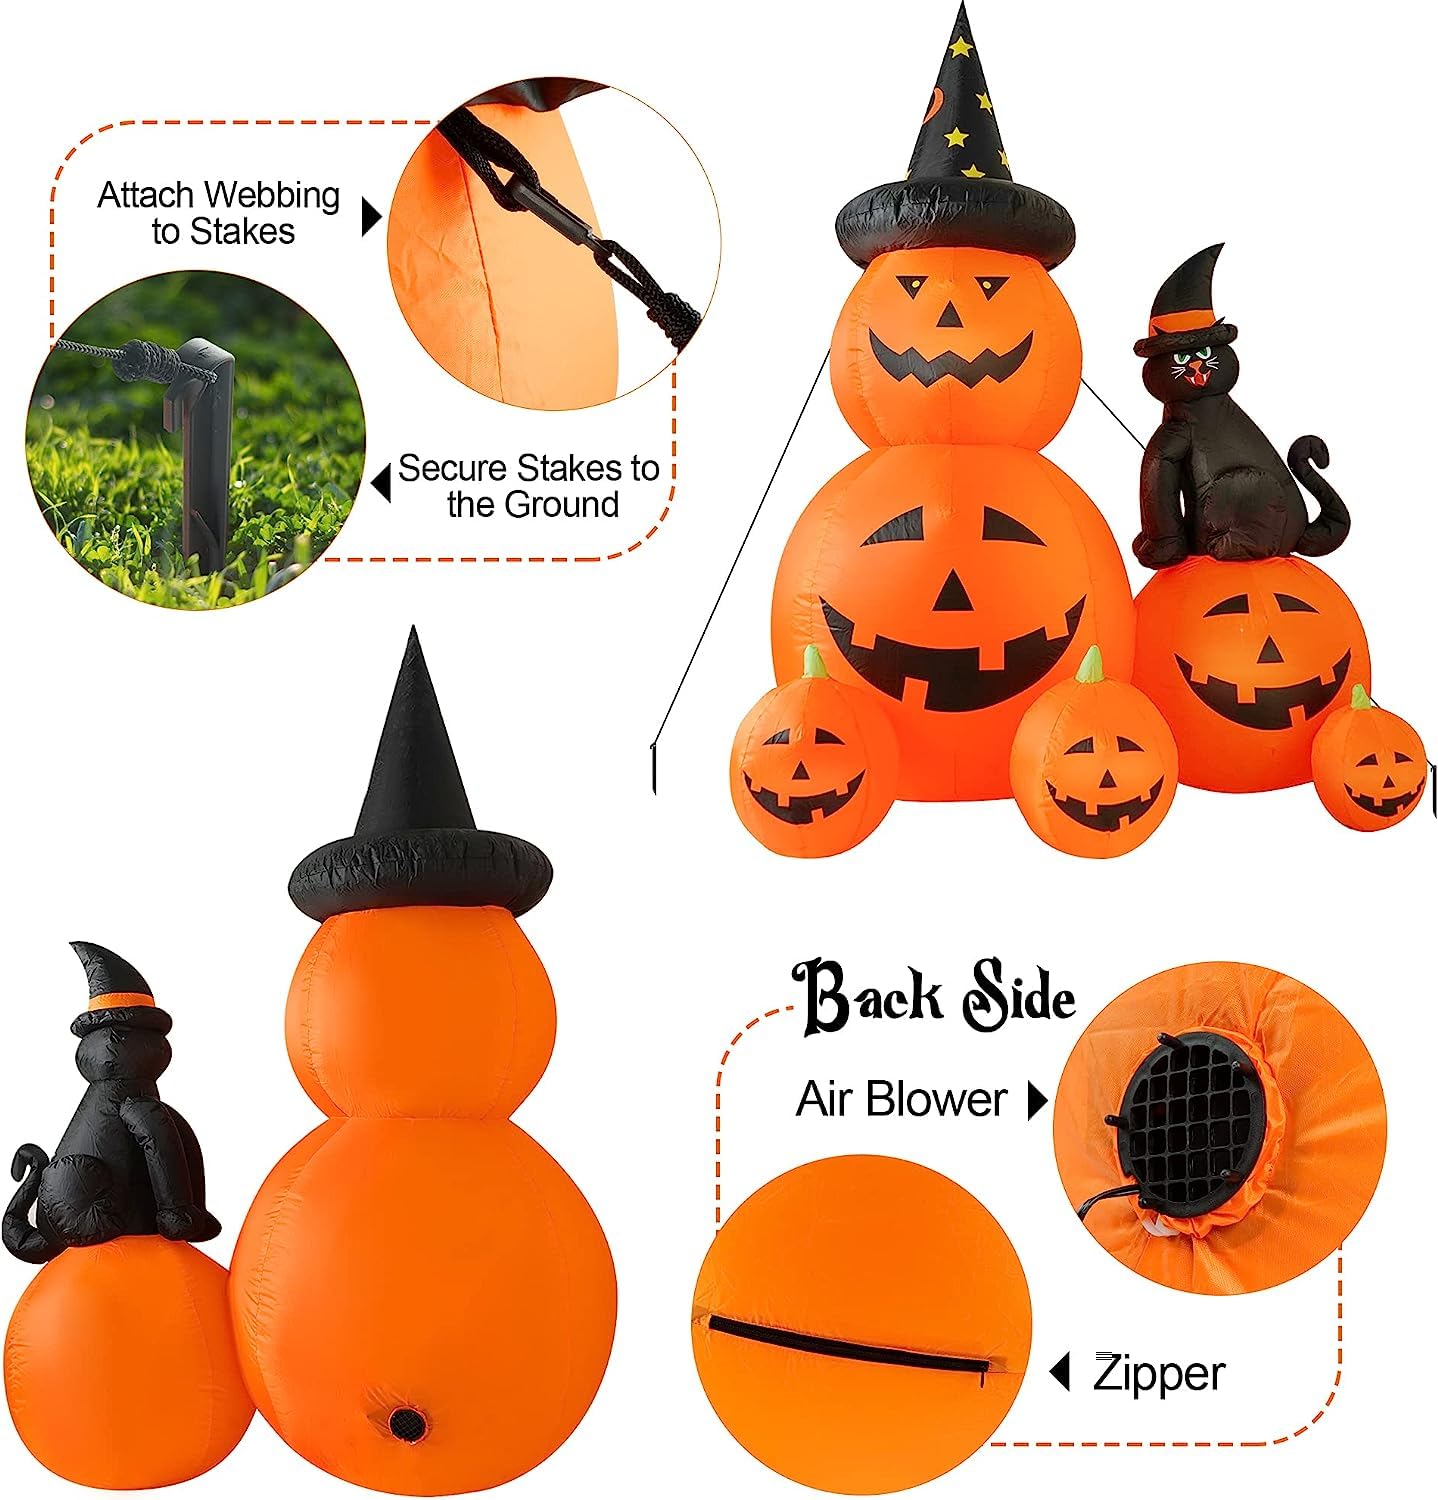 Attach Webbing
to Stakes
Secure Stakes to
the Ground
Back Side
Air Blower
Zipper